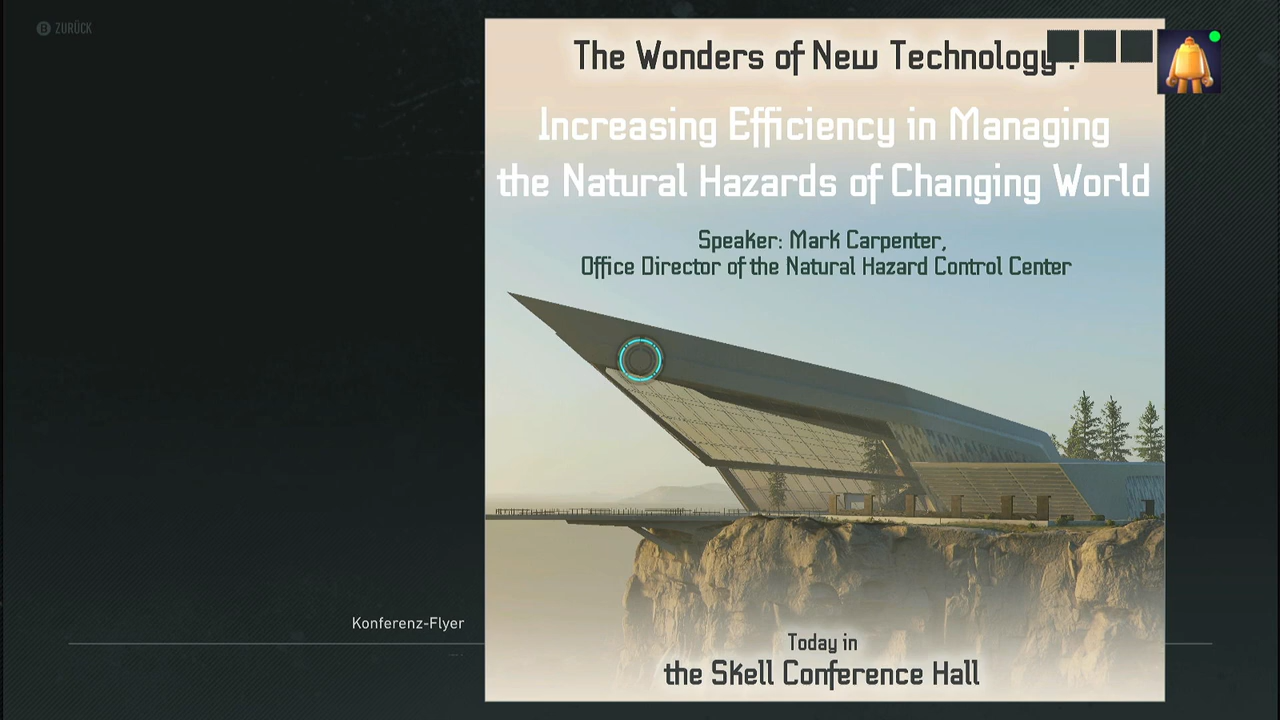 B ZURÜCK
The Wonders of New Technology :
Increasing Efficiency in Managing
the Natural Hazards of Changing World
Speaker: Mark Carpenter,
Office Director of the Natural Hazard Control Center
Konferenz-Flyer
Today in
the Skell Conference Hall